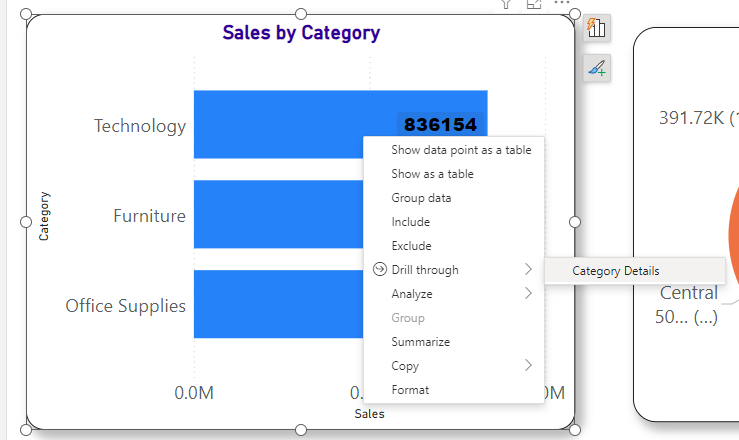 Sales by Category
391.72K (1
Technology
836154
Show data point as a table
Show as a table
Group data
Furniture
Include
Category
Exclude
Drill through
Category Details
Analyze
Central
50... (...)
Office Supplies
Group
Summarize
Copy
Format
0.0M
0.
0M
Sales